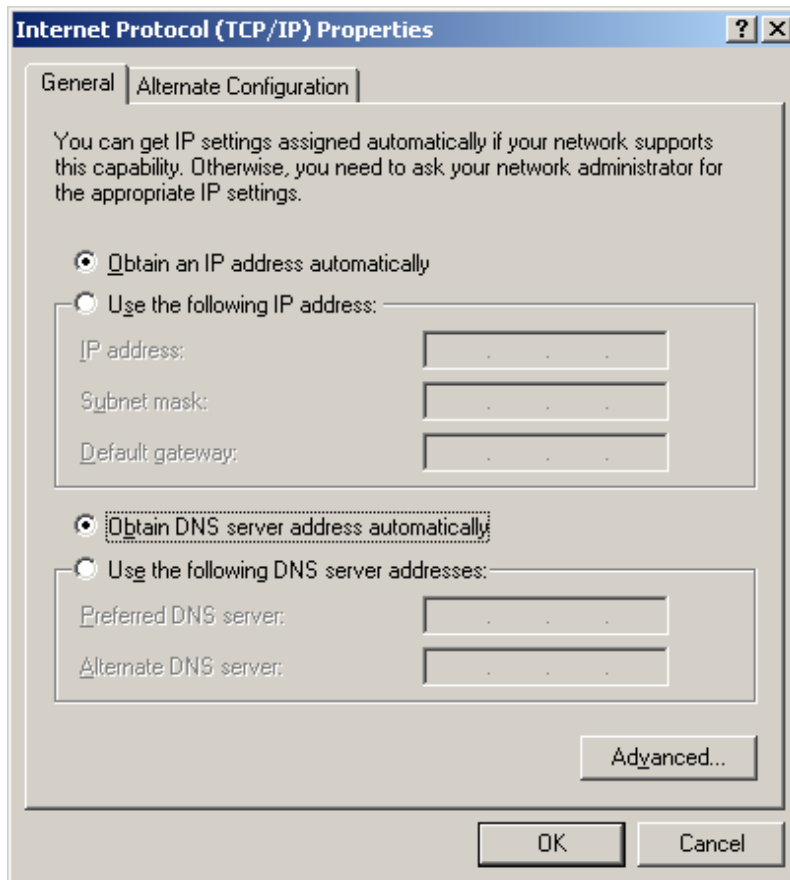 Internet Protocol (TCP/IP) Properties
General
Alternate Configuration
You can get IP settings assigned automatically if your network supports
this capability. Otherwise, you need to ask your network administrator for
the appropriate IP settings.
Obtain an IP address automatically
Use the following IP address:
IP address:
Subnet mask:
Default gateway:
Obtain DNS server address automatically
Use the following DNS server addresses:
Preferred DNS server:
Alternate DNS server:
Advanced...
OK
Cancel